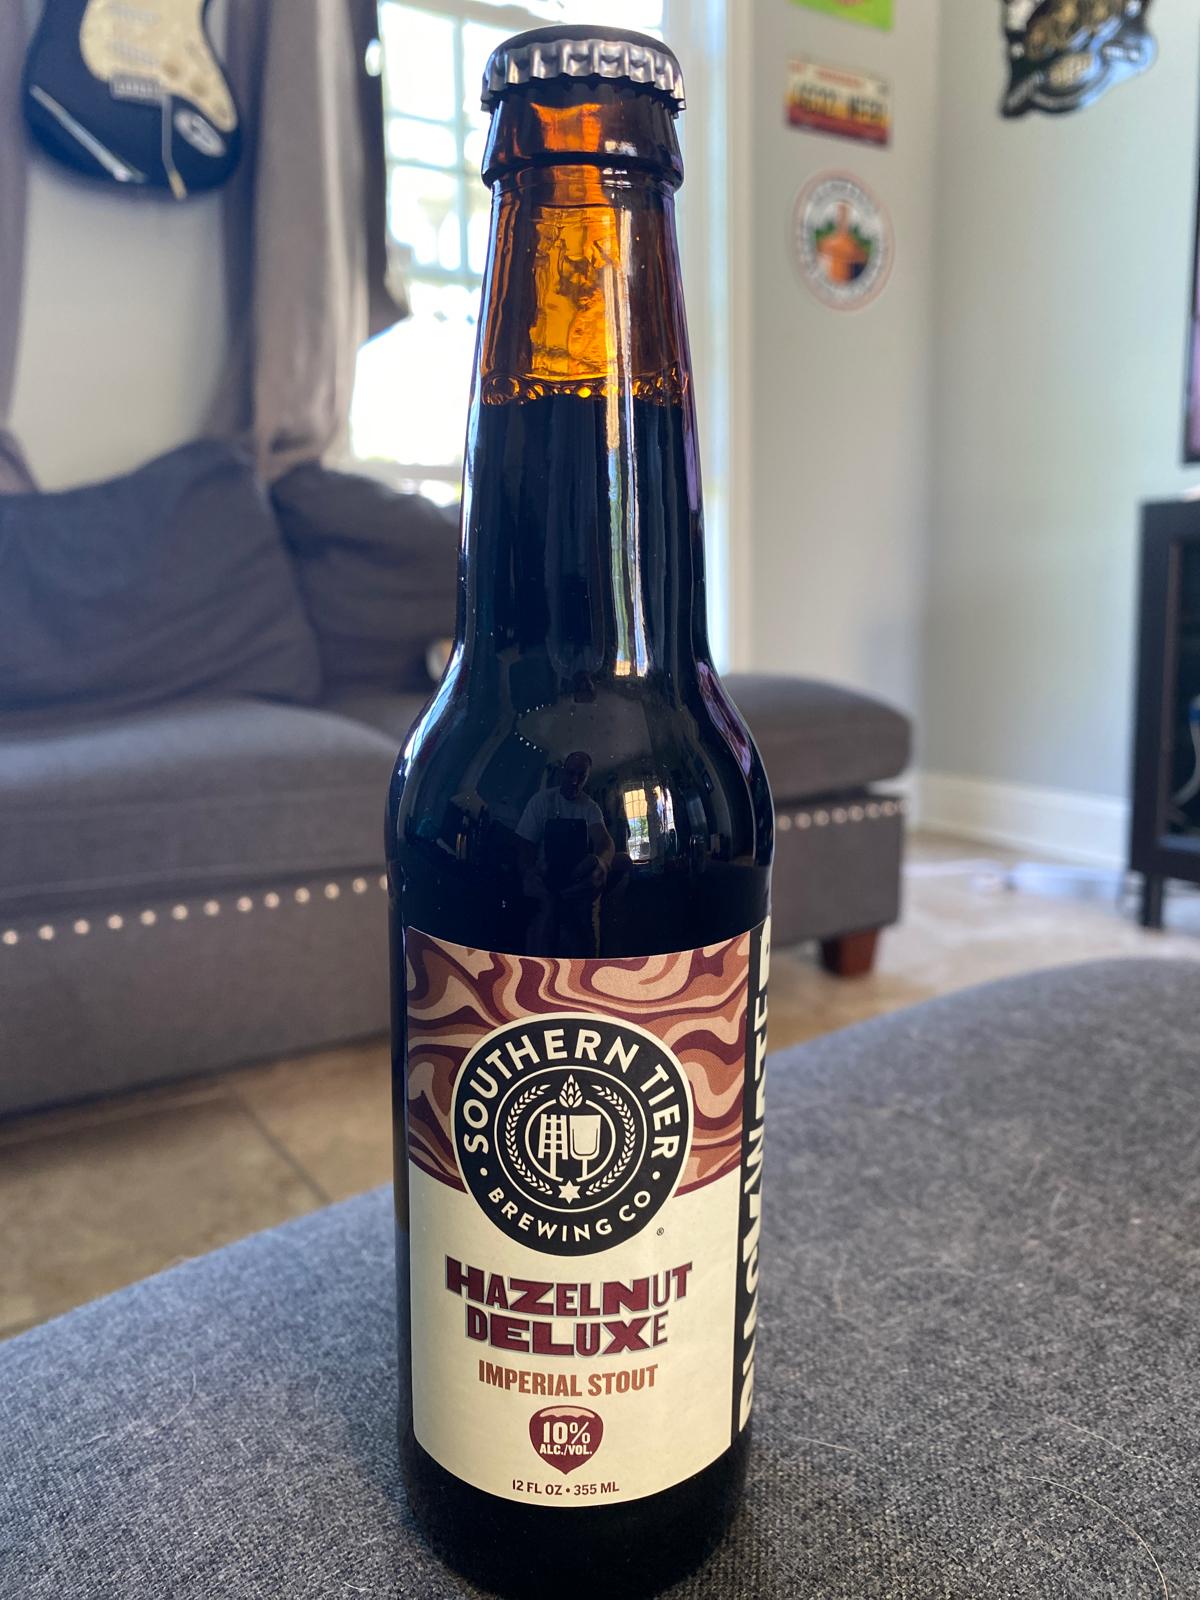 SOUTHERN TIER
BREWING CO
®
HAZELNUT
DELUXE
IMPERIAL STOUT
10%
ALC./VOL.
12 FL OZ • 355 ML